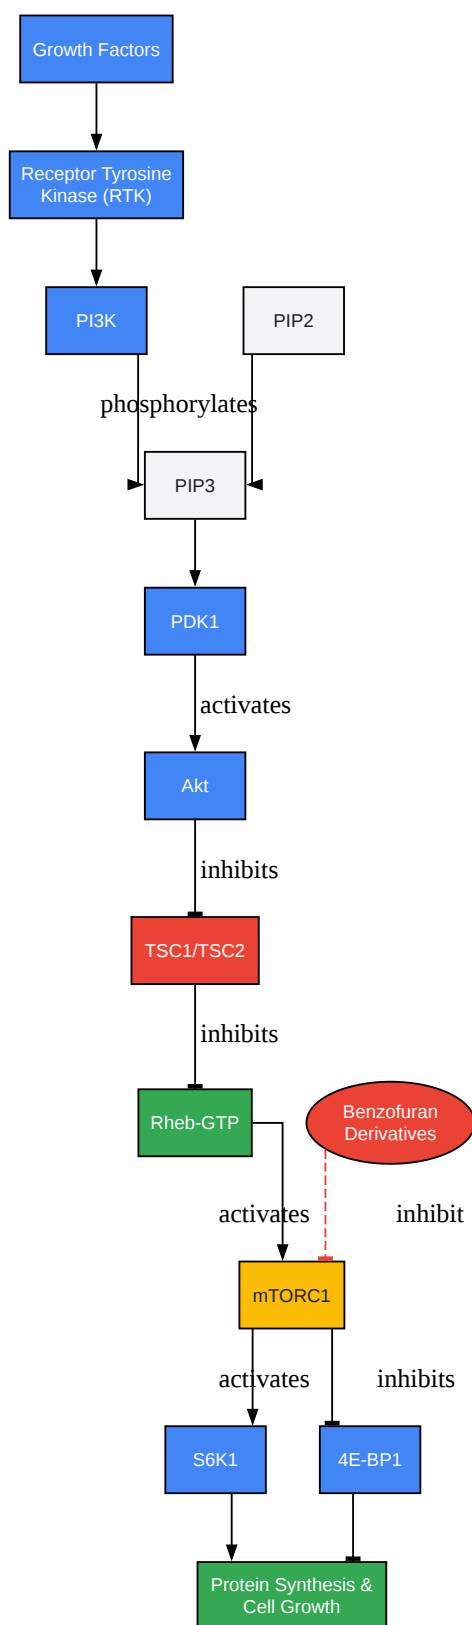 Growth Factors
Receptor Tyrosine
Kinase (RTK)
PI3K
PIP2
phosphorylates
PIP3
PDK1
activates
Akt
inhibits
TSC1/TSC2
inhibits
Rheb-GTP
Benzofuran
Derivatives
activates
inhibit
mTORC1
activates
inhibits
S6K1
4E-BP1
Protein Synthesis &
Cell Growth